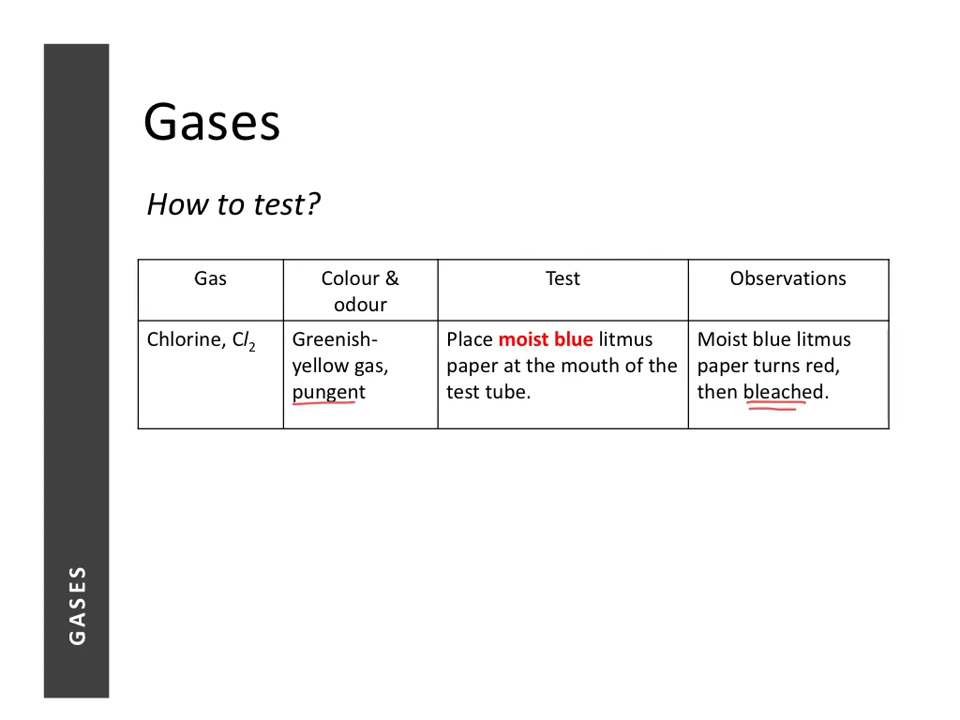 Gases
How to test?
Gas
Colour &
odour
Test
Observations
Chlorine, Cl2
Greenish-
yellow gas,
pungent
Place moist blue litmus
paper at the mouth of the
test tube.
Moist blue litmus
paper turns red,
then bleached.
GASES